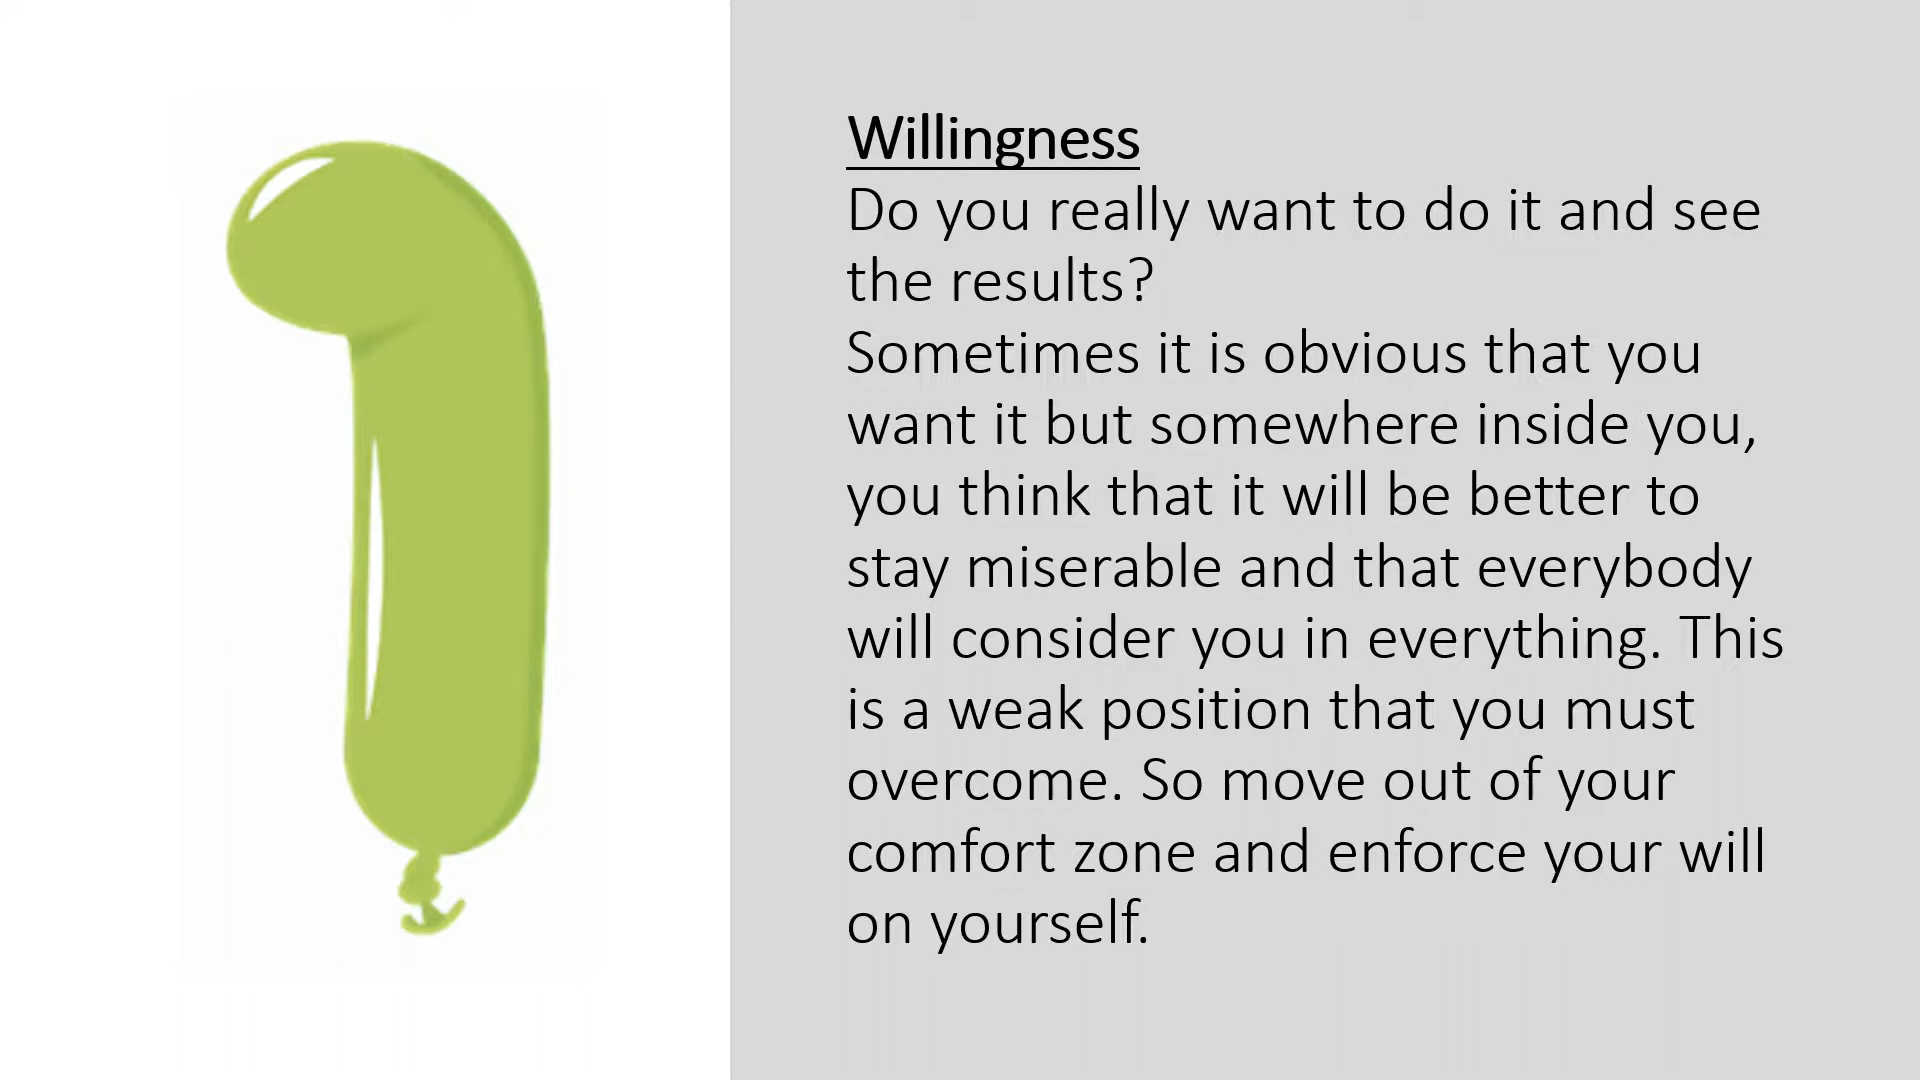 Willingness
Do you really want to do it and see
the results?
Sometimes it is obvious that you
want it but somewhere inside you,
you think that it will be better to
stay miserable and that everybody
will consider you in everything. This
is a weak position that you must
overcome. So move out of your
comfort zone and enforce your will
on yourself.